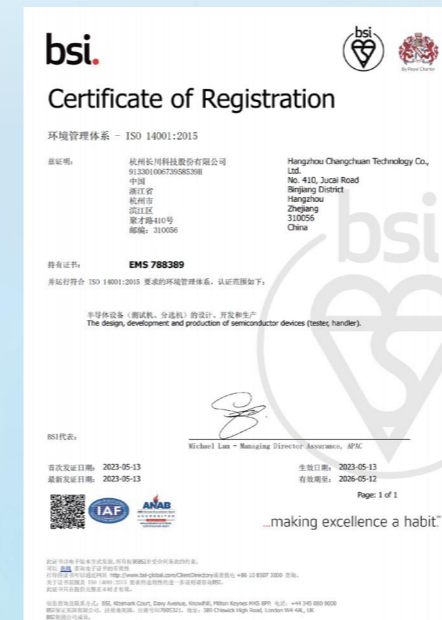 bsi.
bsi
By Royal Charter
Certificate of Registration
环境管理体系 - ISO 14001:2015
兹证明:
杭州长川科技股份有限公司
91330100673958539H
中国
浙江省
杭州市
滨江区
聚才路410号
邮编: 310056
Hangzhou Changchuan Technology Co.,
Ltd.
No. 410, Jucai Road
Binjiang District
Hangzhou
Zhejiang
310056
China
持有证书:
EMS 788389
并运行符合 ISO 14001:2015 要求的环境管理体系,认证范围如下:
半导体设备(测试机、分选机)的设计、开发和生产
The design, development and production of semiconductor devices (tester, handler).
BSI代表:
Michael Lam - Managing Director Assurance, APAC
首次发证日期: 2023-05-13
生效日期: 2023-05-13
最新发证日期: 2023-05-13
有效期至: 2026-05-12
Page: 1 of 1
IAF
ANAB
ACCREDITED
...making excellence a habit.™